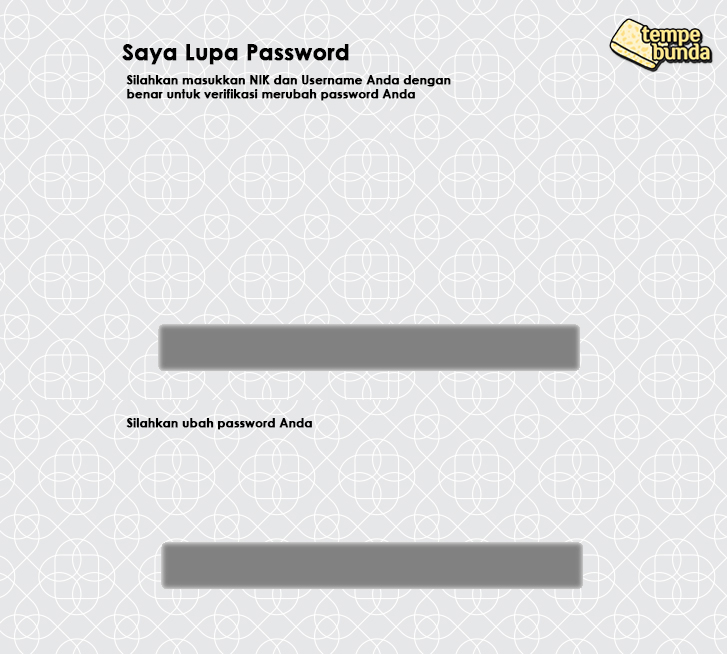 Saya Lupa Password
tempe
bunda
Silahkan masukkan NIK dan Username Anda dengan
benar untuk verifikasi merubah password Anda
Silahkan ubah password Anda